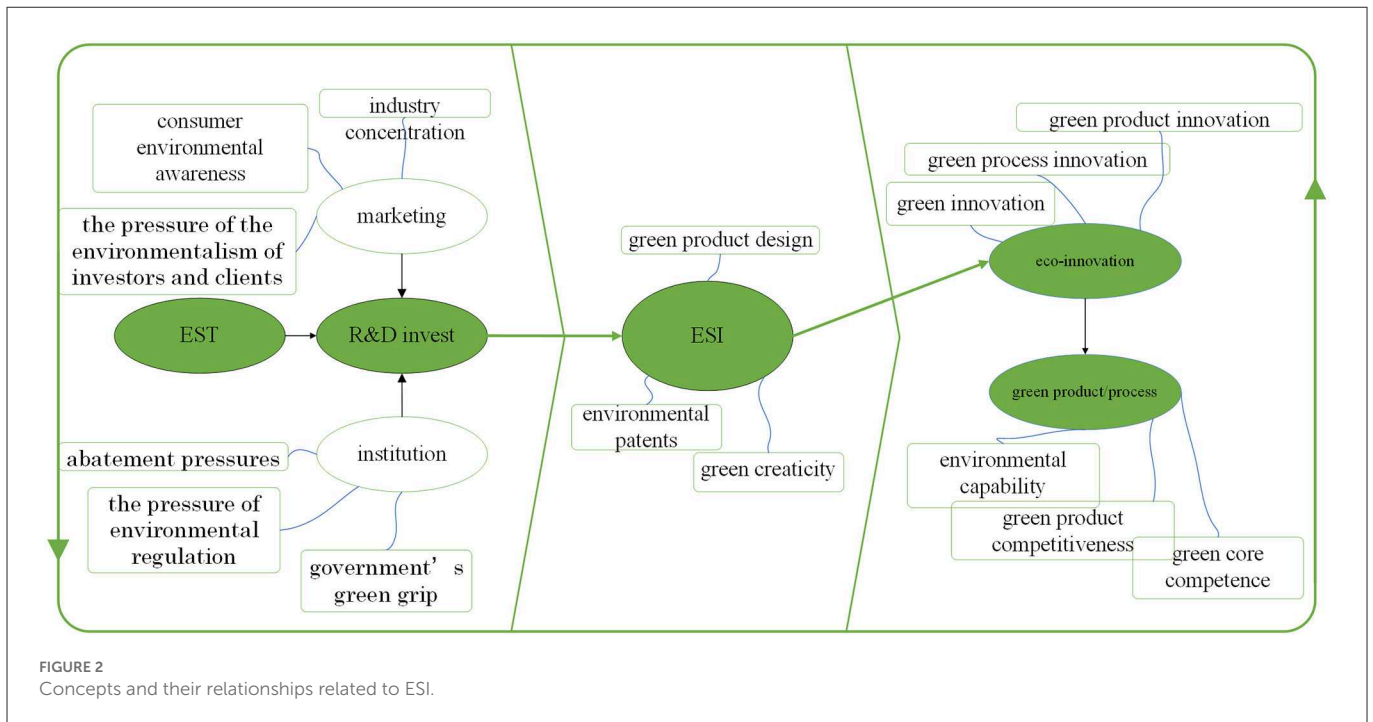 industry
concentration
consumer
environmental
awareness
marketing
the pressure of the
environmentalism of
investors and clients
EST
R&D invest
institution
abatement pressures
the pressure of
environmental
regulation
government's
green grip
green product design
ESI
environmental
patents
green creaticity
green product innovation
green process innovation
green innovation
eco-innovation
green product/process
environmental
capability
green product
competitiveness
green core
competence
FIGURE 2
Concepts and their relationships related to ESI.